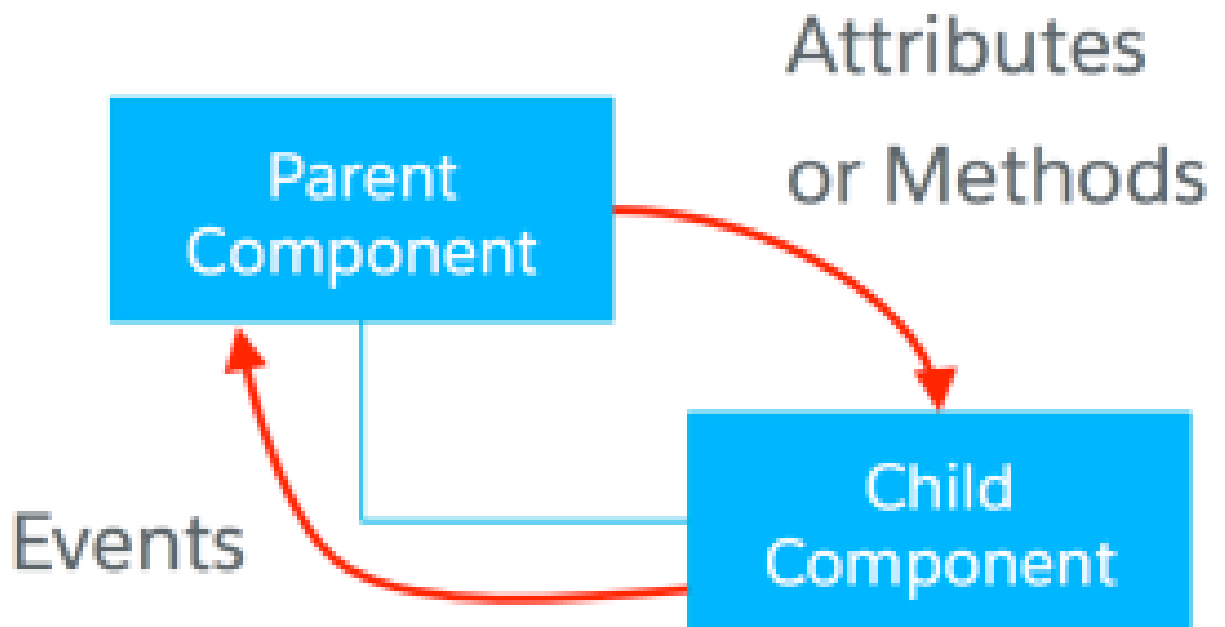 Attributes
or Methods
Parent
Component
Child
Component
Events